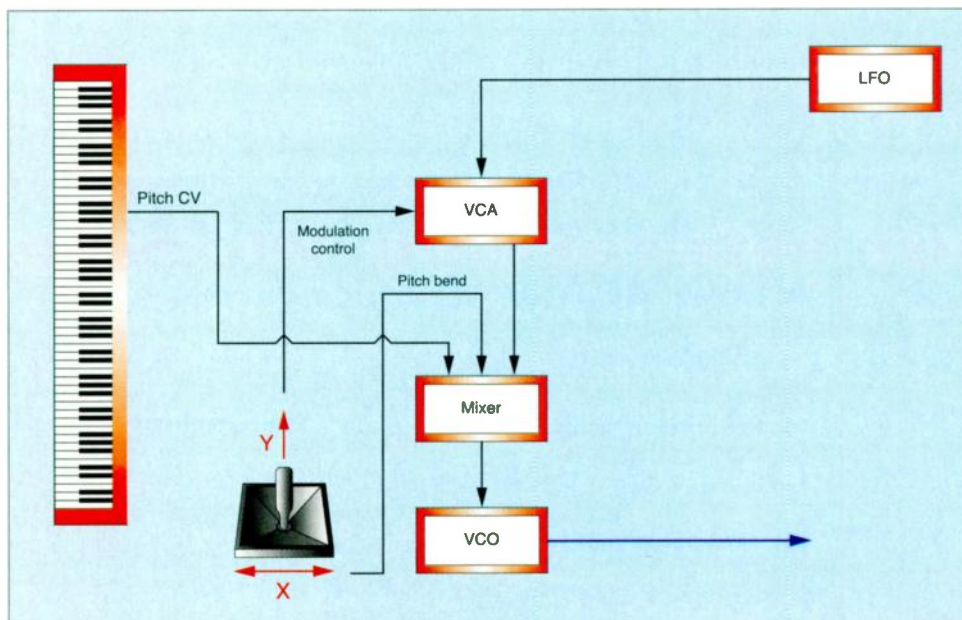 LFO
Pitch CV
VCA
Modulation
control
Pitch bend
Mixer
Y
VCO
X